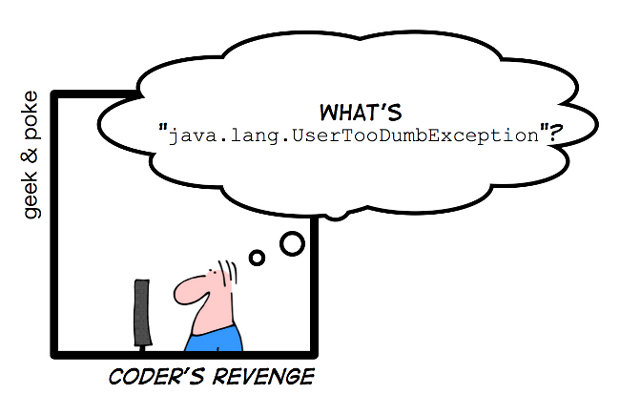 WHAT'S
"java.lang.UserTooDumbException"?
geek & poke
CODER'S REVENGE